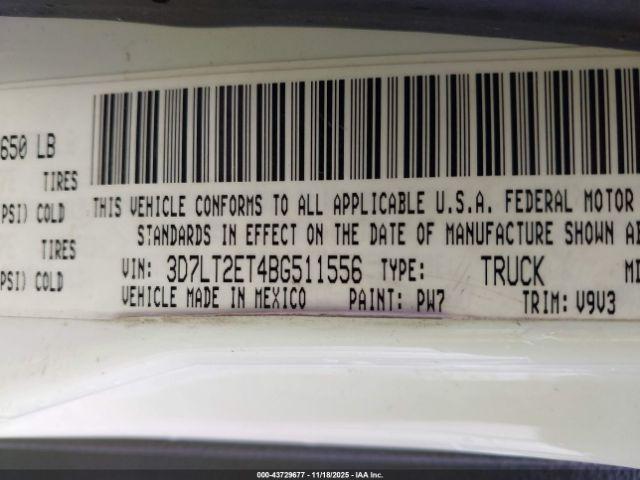 650 LB
TIRES
PSI) COLD
TIRES
PSI) COLD
THIS VEHICLE CONFORMS TO ALL APPLICABLE U.S.A. FEDERAL MOTOR
STANDARDS IN EFFECT ON THE DATE OF MANUFACTURE SHOWN AB
VIN: 3D7LT2ET4BG511556 TYPE: TRUCK MD
VEHICLE MADE IN MEXICO PAINT: PW7 TRIM: V9V3
000-43729677 - 11/18/2025 - IAA Inc.